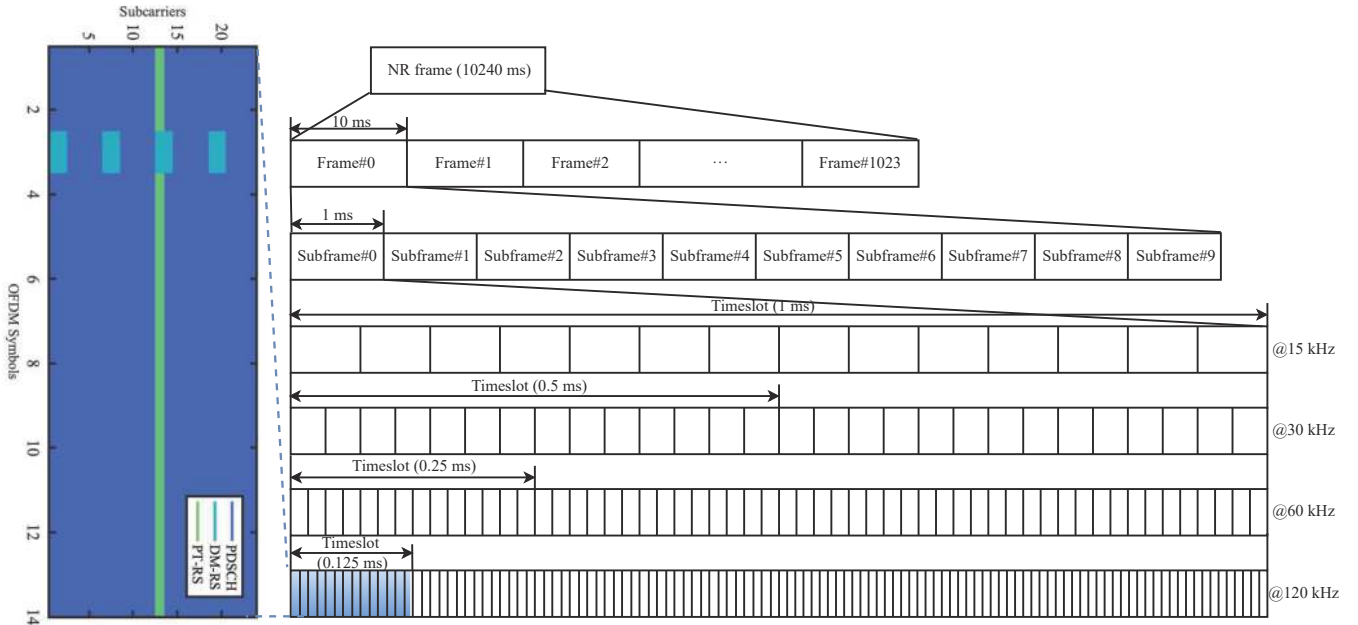 Subcarriers
5
10
15
20
2
4
6
8
10
12
14
OFDM Symbols
PDSCH
DM-RS
PT-RS
NR frame (10240 ms)
10 ms
Frame#0
Frame#1
Frame#2
...
Frame#1023
1 ms
Subframe#0
Subframe#1
Subframe#2
Subframe#3
Subframe#4
Subframe#5
Subframe#6
Subframe#7
Subframe#8
Subframe#9
Timeslot (1 ms)
@15 kHz
Timeslot (0.5 ms)
@30 kHz
Timeslot (0.25 ms)
@60 kHz
Timeslot
(0.125 ms)
@120 kHz